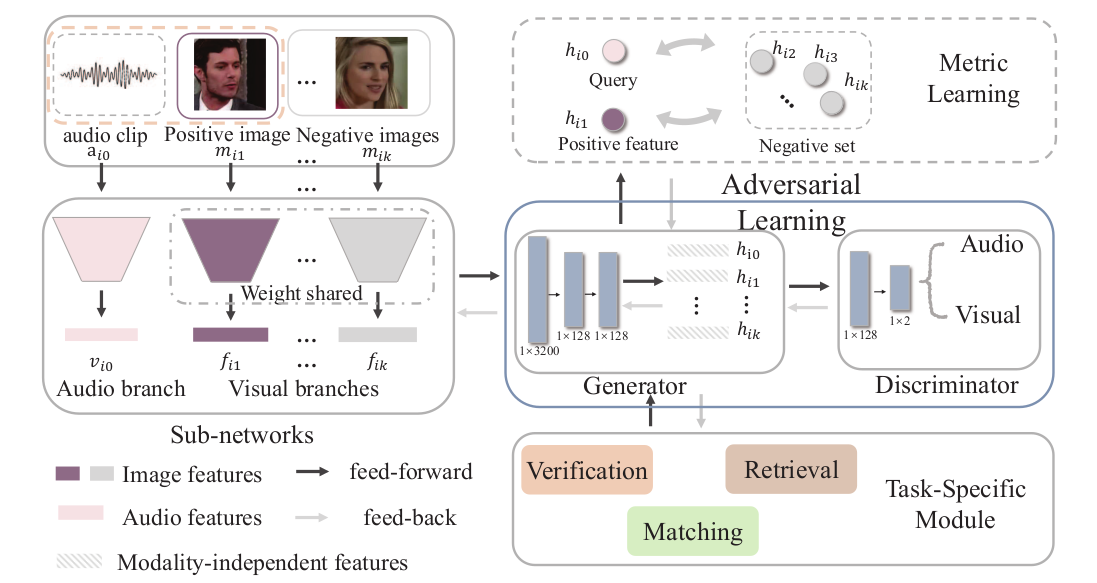 ...
audio clip
Positive image
Negative images
a_{i0}
m_{i1}
...
m_{ik}
...
...
Weight shared
...
v_{i0}
f_{i1}
...
f_{ik}
Audio branch
Visual branches
Sub-networks
Image features
feed-forward
Audio features
feed-back
Modality-independent features
h_{i0}
Query
h_{i1}
Positive feature
h_{i2}
h_{i3}
h_{ik}
...
Negative set
Metric
Learning
Adversarial
Learning
1×3200
1×128
1×128
h_{i0}
h_{i1}
⋮ ⋮
h_{ik}
Generator
1×128
1×2
Audio
Visual
Discriminator
Verification
Retrieval
Matching
Task-Specific
Module